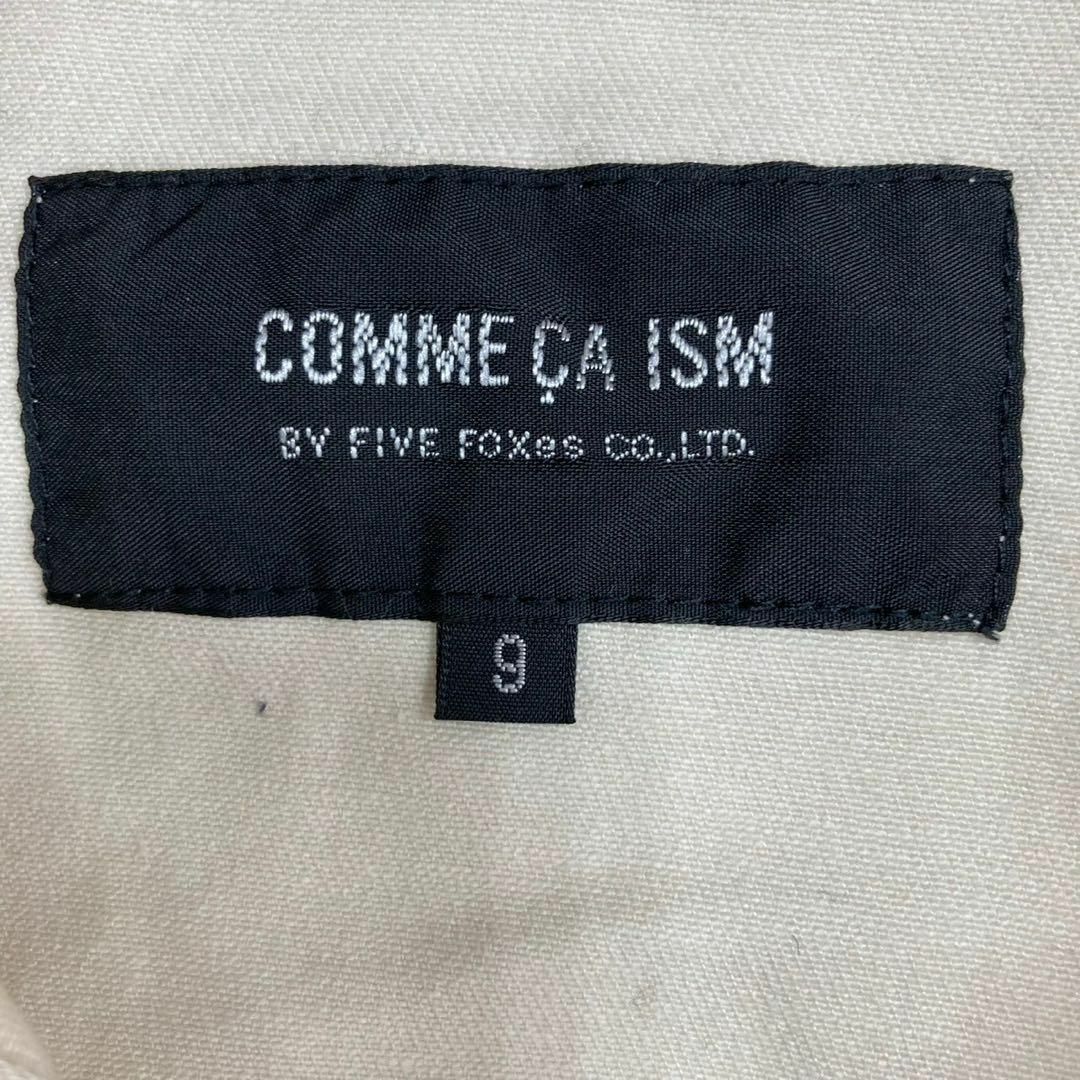 COMME ÇA ISM
BY FIVE FOXes CO.,LTD.
9